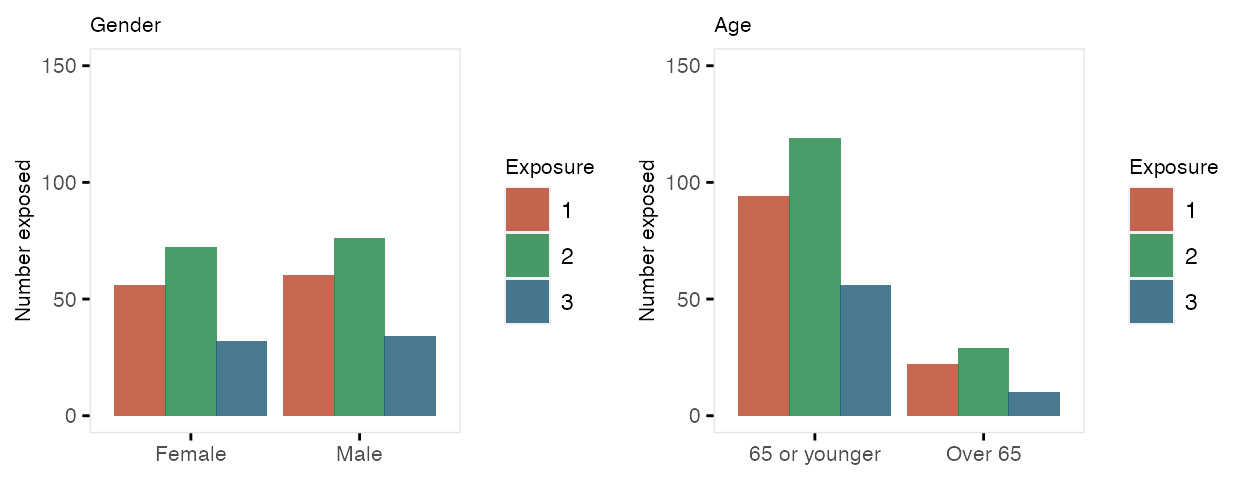 Gender
150
100
50
0
Number exposed
Female Male
Exposure
1
2
3
Age
150
100
50
0
Number exposed
65 or younger Over 65
Exposure
1
2
3